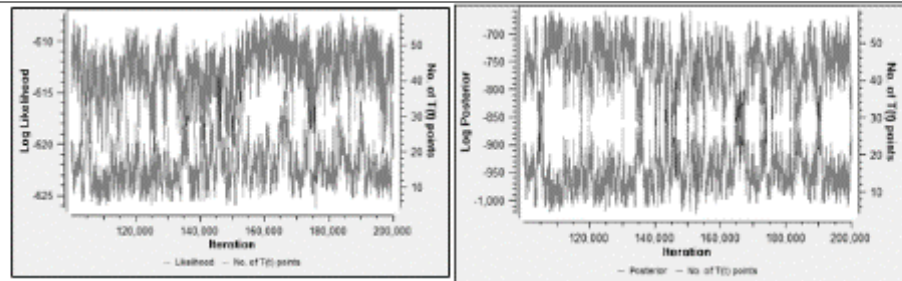 -610
-615
-620
-625
Log Likelihood
50
40
30
20
10
No. of T(t) points
120,000 140,000 160,000 180,000 200,000
Iteration
— Likelihood — No. of T(t) points
-700
-750
-800
-850
-900
-950
-1,000
Log Posterior
50
40
30
20
10
No. of T(t) points
120,000 140,000 160,000 180,000 200,000
Iteration
— Posterior — No. of T(t) points